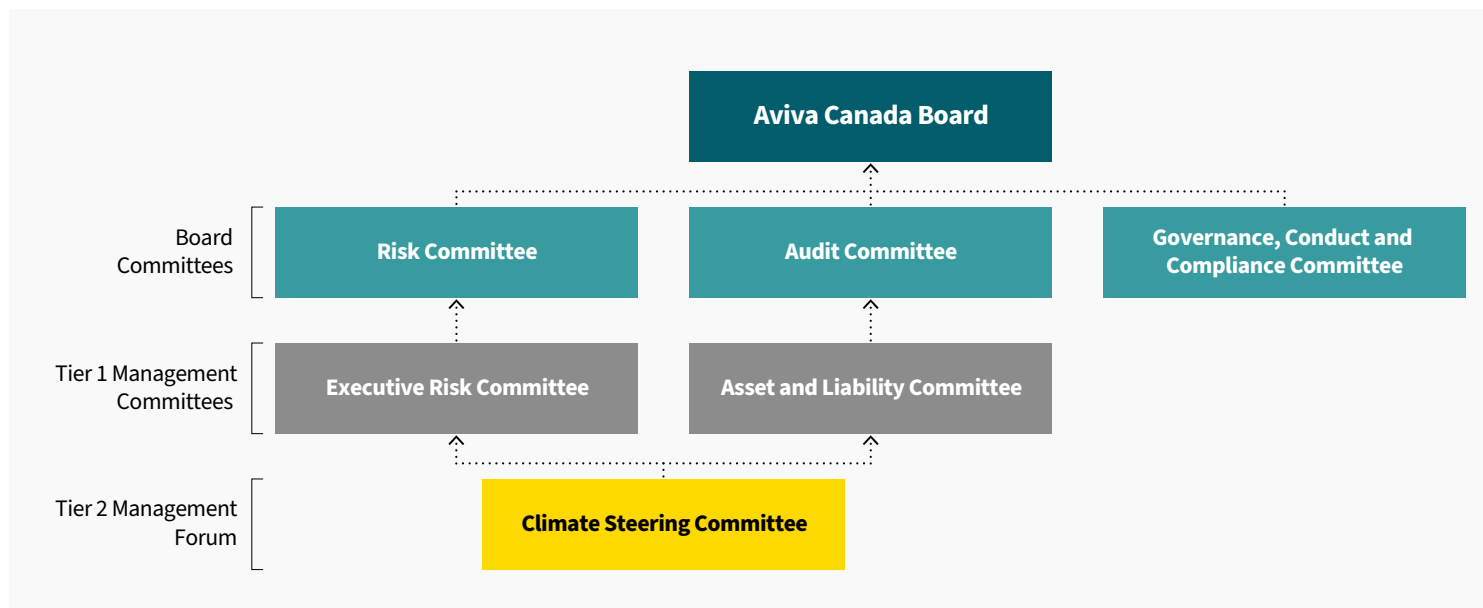 Aviva Canada Board
Board
Committees
Risk Committee
Audit Committee
Governance, Conduct and
Compliance Committee
Tier 1 Management
Committees
Executive Risk Committee
Asset and Liability Committee
Tier 2 Management
Forum
Climate Steering Committee